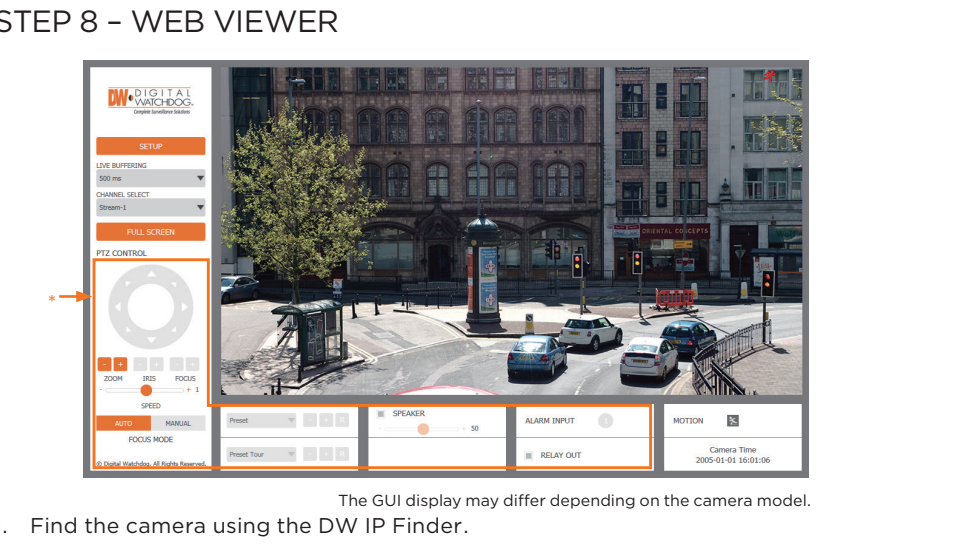 STEP 8 – WEB VIEWER
DW DIGITAL
WATCHDOG®
Complete Surveillance Solutions
SETUP
LIVE BUFFERING
500 ms
CHANNEL SELECT
Stream-1
FULL SCREEN
PTZ CONTROL
*
- +
- +
- +
ZOOM IRIS FOCUS
- + 1
SPEED
AUTO MANUAL
FOCUS MODE
© Digital Watchdog. All Rights Reserved.
ORIENTAL CONCEPTS
Preset - + R
Preset Tour - + R
SPEAKER
- + 50
ALARM INPUT 1
RELAY OUT
MOTION
Camera Time
2005-01-01 16:01:06
The GUI display may differ depending on the camera model.
. Find the camera using the DW IP Finder.